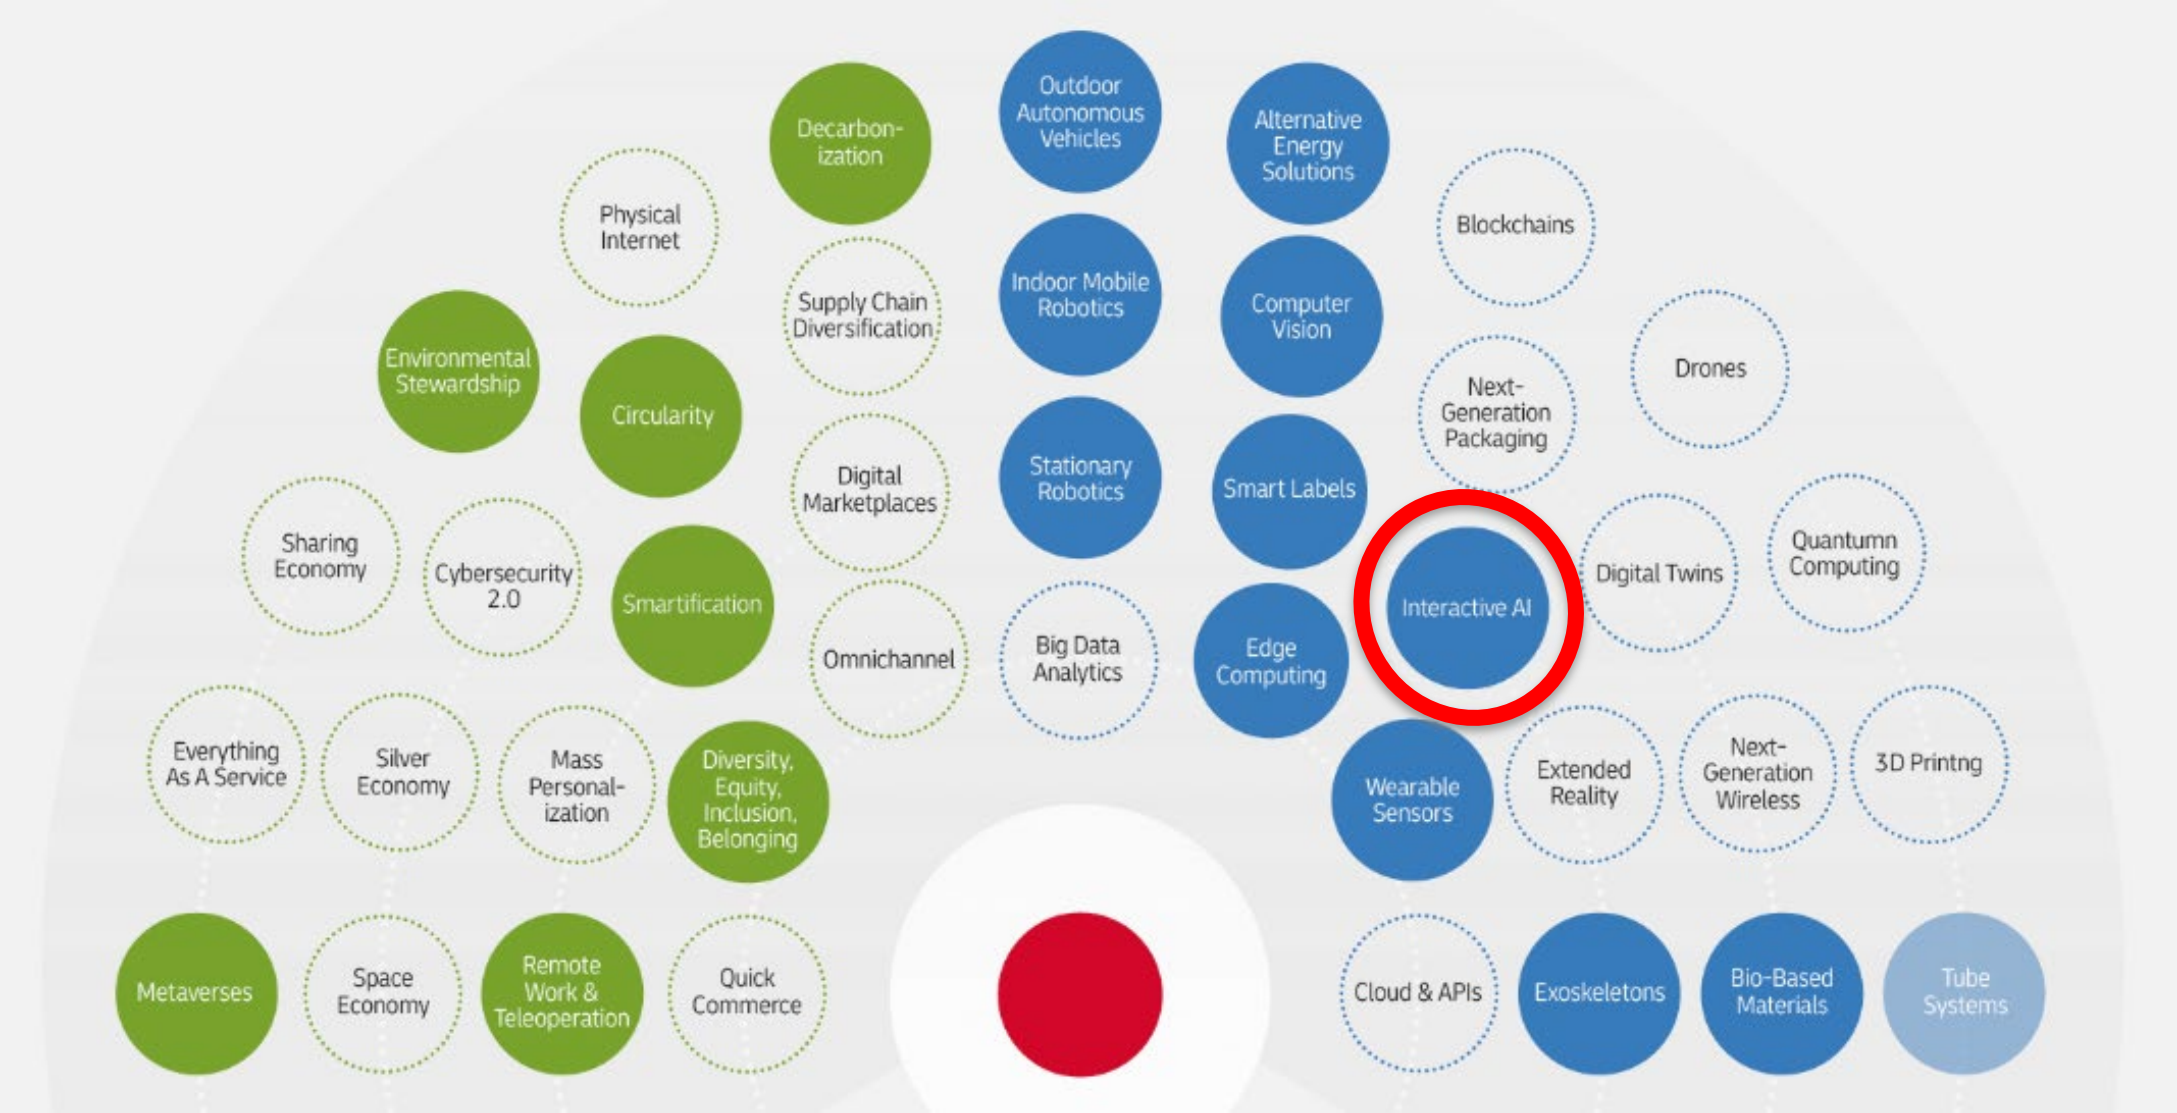 Outdoor
Autonomous
Vehicles
Decarbon-
ization
Alternative
Energy
Solutions
Physical
Internet
Blockchains
Supply Chain
Diversification
Indoor Mobile
Robotics
Computer
Vision
Environmental
Stewardship
Circularity
Next-
Generation
Packaging
Drones
Digital
Marketplaces
Stationary
Robotics
Smart Labels
Sharing
Economy
Cybersecurity
2.0
Smartification
Omnichannel
Big Data
Analytics
Edge
Computing
Interactive AI
Digital Twins
Quantumn
Computing
Everything
As A Service
Silver
Economy
Mass
Personal-
ization
Diversity,
Equity,
Inclusion,
Belonging
Wearable
Sensors
Extended
Reality
Next-
Generation
Wireless
3D Printng
Metaverses
Space
Economy
Remote
Work &
Teleoperation
Quick
Commerce
Cloud & APIs
Exoskeletons
Bio-Based
Materials
Tube
Systems